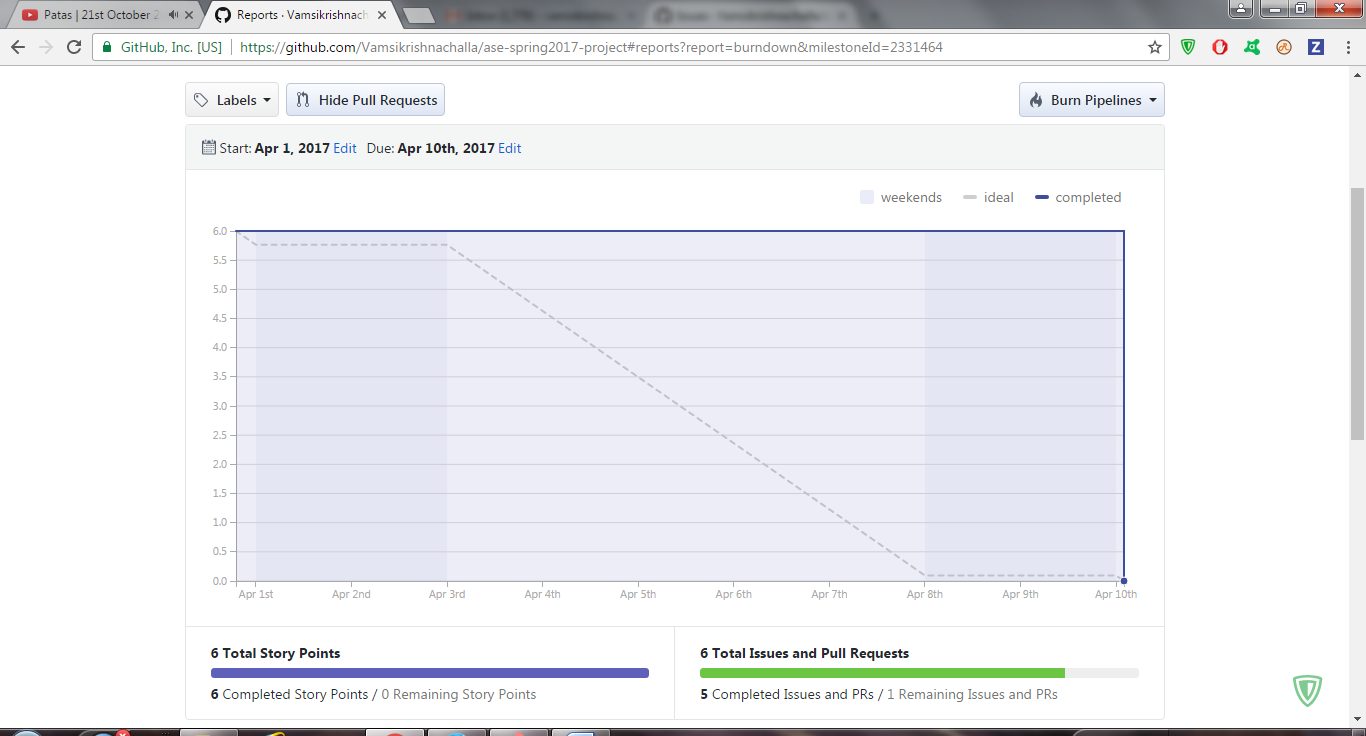 Patas | 21st October 2
Reports · Vamsikrishnach
GitHub, Inc. [US] https://github.com/Vamsikrishnachalla/ase-spring2017-project#reports?report=burndown&milestoneId=2331464
Z
Labels Hide Pull Requests Burn Pipelines
Start: Apr 1, 2017 Edit Due: Apr 10th, 2017 Edit
weekends ideal completed
6.0
5.5
5.0
4.5
4.0
3.5
3.0
2.5
2.0
1.5
1.0
0.5
0.0
Apr 1st Apr 2nd Apr 3rd Apr 4th Apr 5th Apr 6th Apr 7th Apr 8th Apr 9th Apr 10th
6 Total Story Points
6 Completed Story Points / 0 Remaining Story Points
6 Total Issues and Pull Requests
5 Completed Issues and PRs / 1 Remaining Issues and PRs